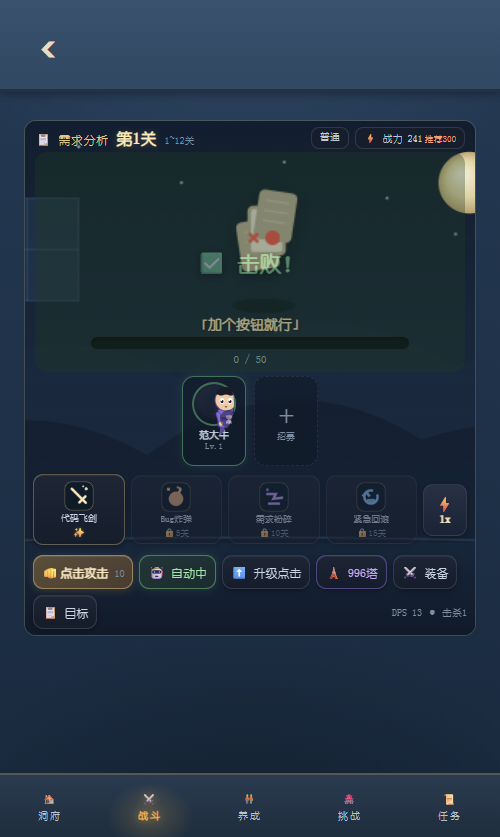 需求分析 第1关 1~12关 普通 战力 241 推荐300
击败!
「加个按钮就行」
0 / 50
范大牛
Lv.1
招募
代码飞剑
Bug炸弹
5关
需求粉碎
10关
紧急回滚
15关
1x
点击攻击 10 自动中 升级点击 996塔 装备
目标 DPS 13 ● 击杀1
洞府 战斗 养成 挑战 任务